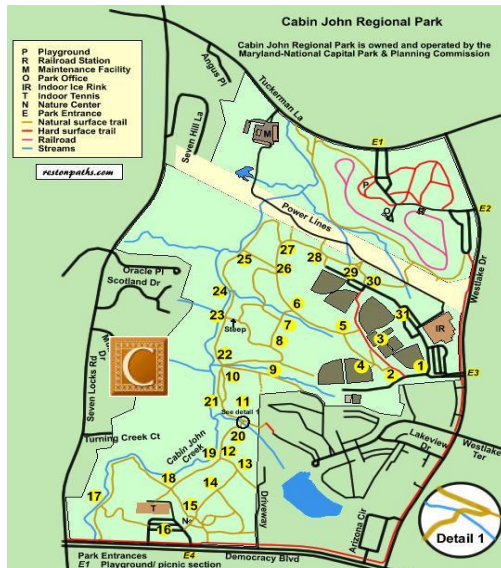 Cabin John Regional Park
Cabin John Regional Park is owned and operated by the
Maryland-National Capital Park & Planning Commission
P Playground
R Railroad Station
M Maintenance Facility
O Park Office
IR Indoor Ice Rink
T Indoor Tennis
N Nature Center
E Park Entrance
Natural surface trail
Hard surface trail
Railroad
Streams
restonpaths.com
Angus Pl
Tuckerman La
Seven Hill La
M
E1
P
O
R
E2
Power Lines
Westlake Dr
27
28
25
26
29
30
Oracle Pl
Scotland Dr
24
6
31
23
Steep
7
5
IR
8
3
C
22
9
4
2
1
E3
10
Seven Locks Rd
Dr
21
11
See detail 1
20
Turning Creek Ct
Cabin John
Creek
19
12
13
Lakeview
Dr
Westlake
Ter
18
14
17
15
T
N
16
Driveway
Arizona Cir
Detail 1
Park Entrances
E4
Democracy Blvd
E1 Playground/ picnic section